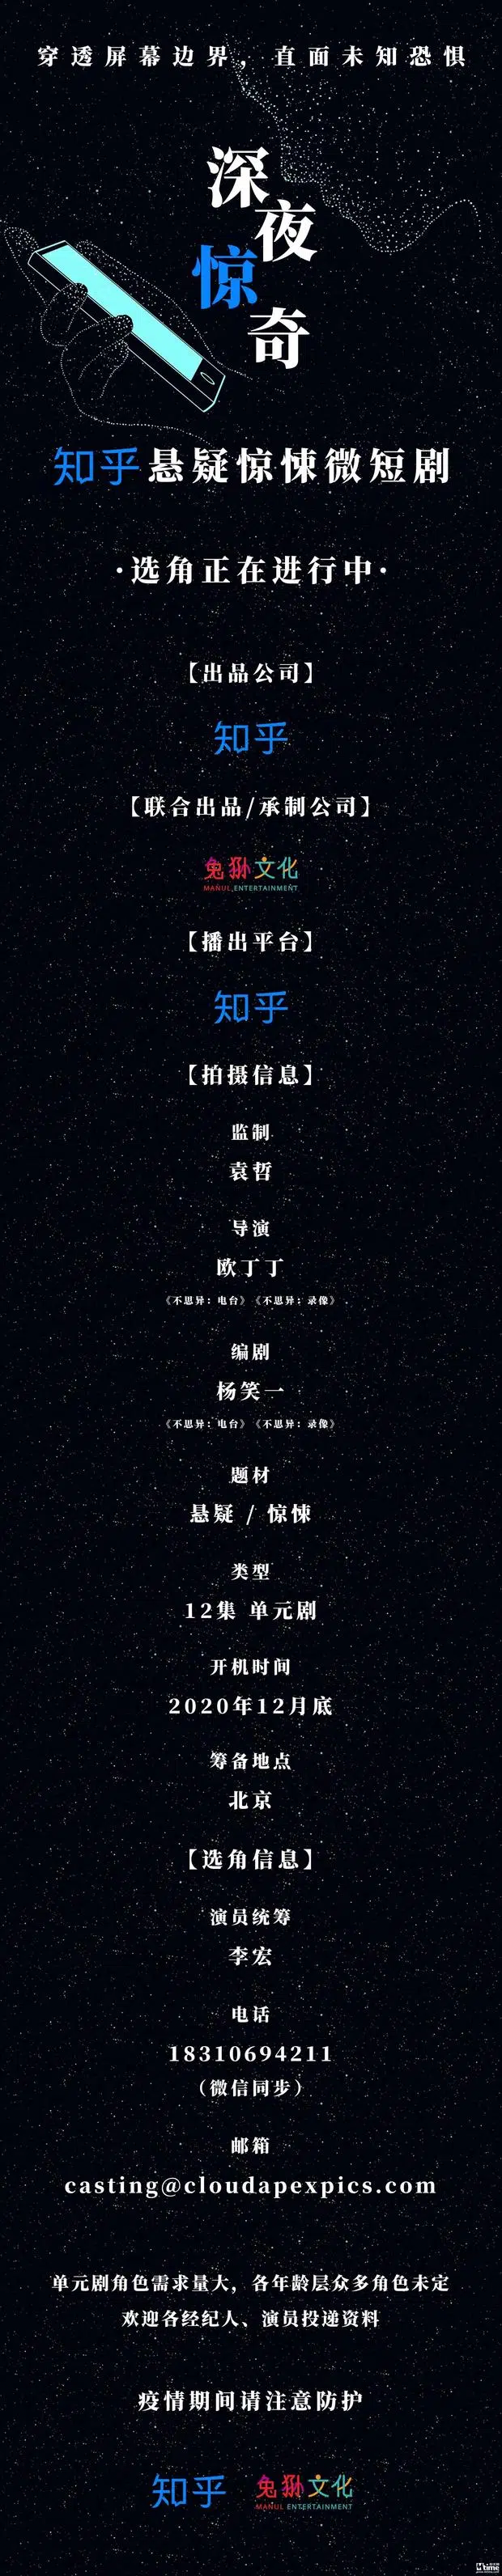 穿透屏幕边界，直面未知恐惧
深
夜
惊
奇
知乎悬疑惊悚微短剧
·选角正在进行中·
【出品公司】
知乎
【联合出品/承制公司】
兔狲文化
MANUL ENTERTAINMENT
【播出平台】
知乎
【拍摄信息】
监制
袁哲
导演
欧丁丁
《不思异：电台》《不思异：录像》
编剧
杨笑一
《不思异：电台》《不思异：录像》
题材
悬疑 / 惊悚
类型
12集 单元剧
开机时间
2020年12月底
筹备地点
北京
【选角信息】
演员统筹
李宏
电话
18310694211
（微信同步）
邮箱
casting@cloudapexpics.com
单元剧角色需求量大，各年龄层众多角色未定
欢迎各经纪人、演员投递资料
疫情期间请注意防护
知乎 兔狲文化
MANUL ENTERTAINMENT